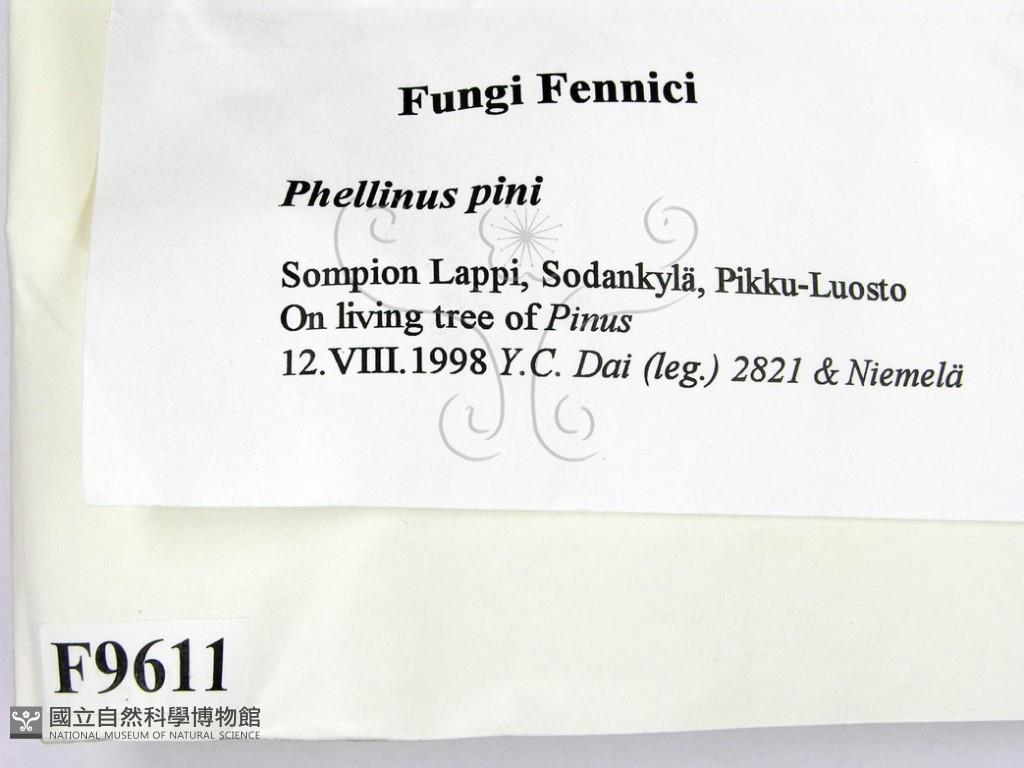 Fungi Fennici
Phellinus pini
Sompion Lappi, Sodankylä, Pikku-Luosto
On living tree of Pinus
12.VIII.1998 Y.C. Dai (leg.) 2821 & Niemelä
F9611
國立自然科學博物館
NATIONAL MUSEUM OF NATURAL SCIENCE